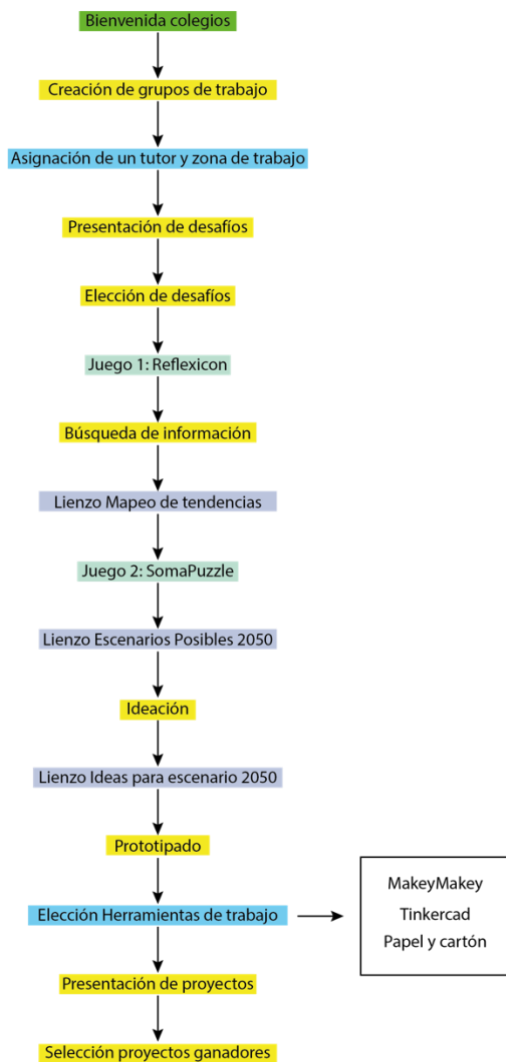 Bienvenida colegios
Creación de grupos de trabajo
Asignación de un tutor y zona de trabajo
Presentación de desafíos
Elección de desafíos
Juego 1: Reflexicon
Búsqueda de información
Lienzo Mapeo de tendencias
Juego 2: SomaPuzzle
Lienzo Escenarios Posibles 2050
Ideación
Lienzo Ideas para escenario 2050
Prototipado
Elección Herramientas de trabajo
MakeyMakey
Tinkercad
Papel y cartón
Presentación de proyectos
Selección proyectos ganadores